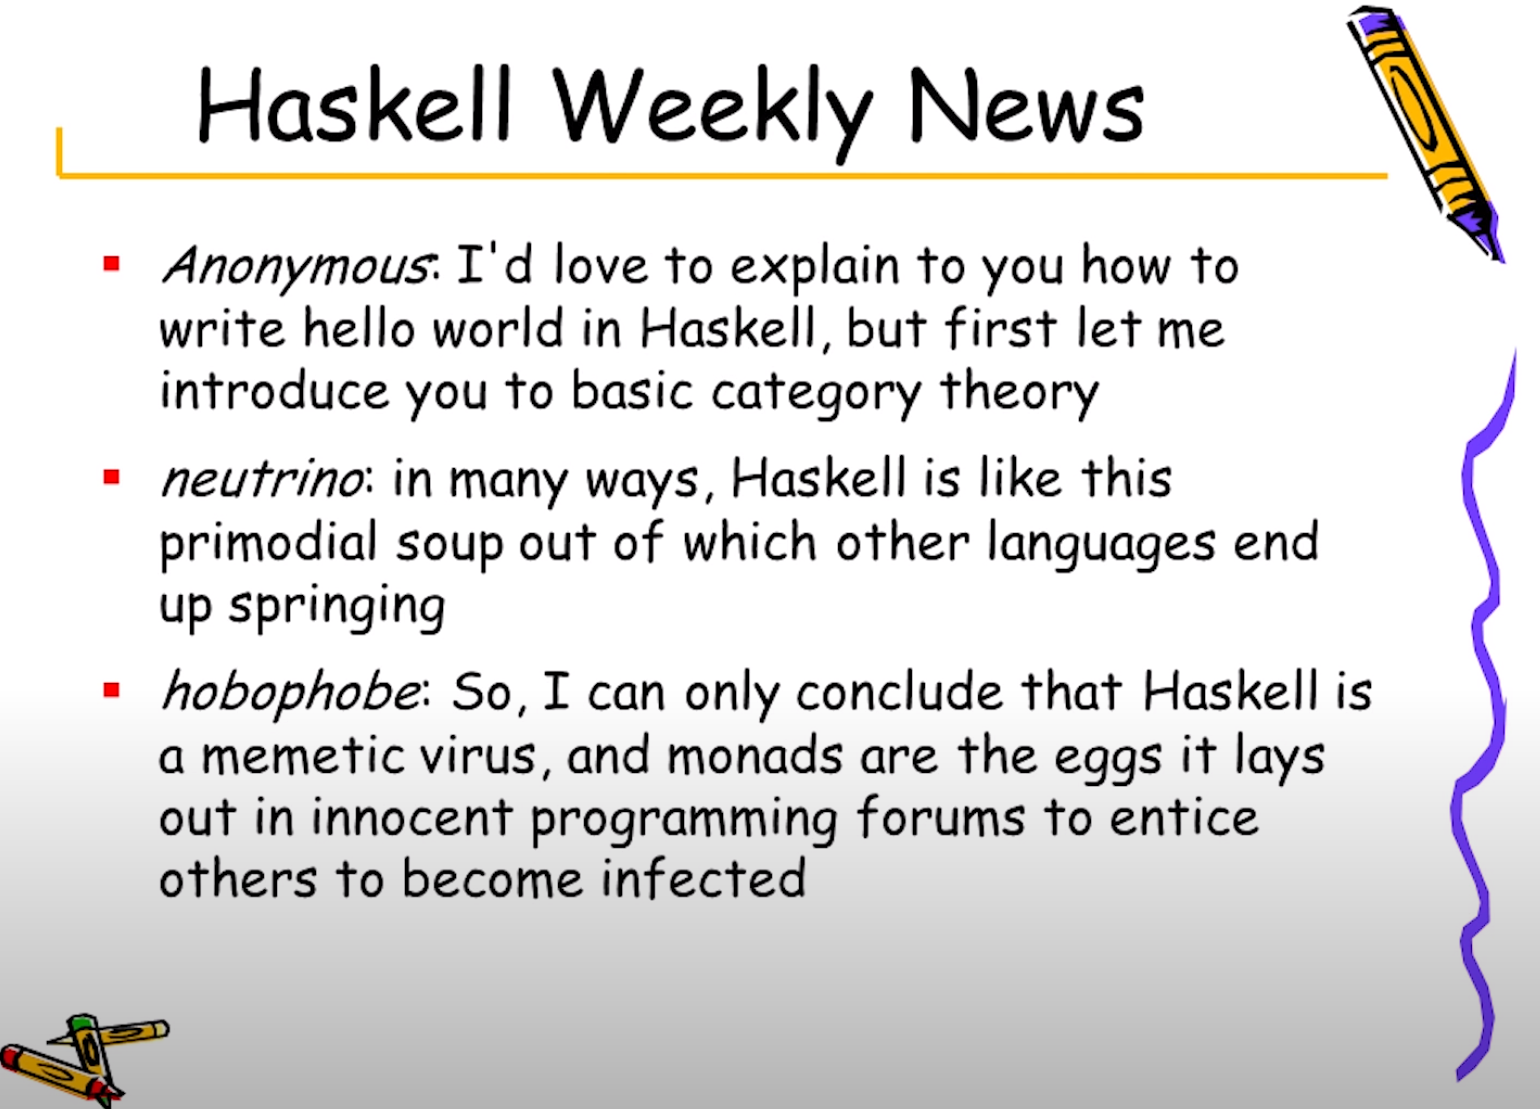 Haskell Weekly News
Anonymous: I'd love to explain to you how to
write hello world in Haskell, but first let me
introduce you to basic category theory
neutrino: in many ways, Haskell is like this
primodial soup out of which other languages end
up springing
hobophobe: So, I can only conclude that Haskell is
a memetic virus, and monads are the eggs it lays
out in innocent programming forums to entice
others to become infected